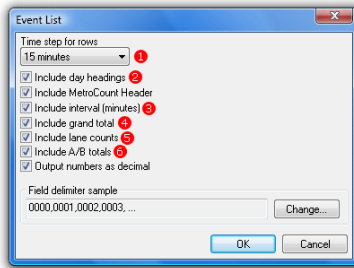 Event List
Time step for rows
15 minutes 1
Include day headings 2
Include MetroCount Header
Include interval (minutes) 3
Include grand total 4
Include lane counts 5
Include A/B totals 6
Output numbers as decimal
Field delimiter sample
0000,0001,0002,0003, ...
Change...
OK Cancel